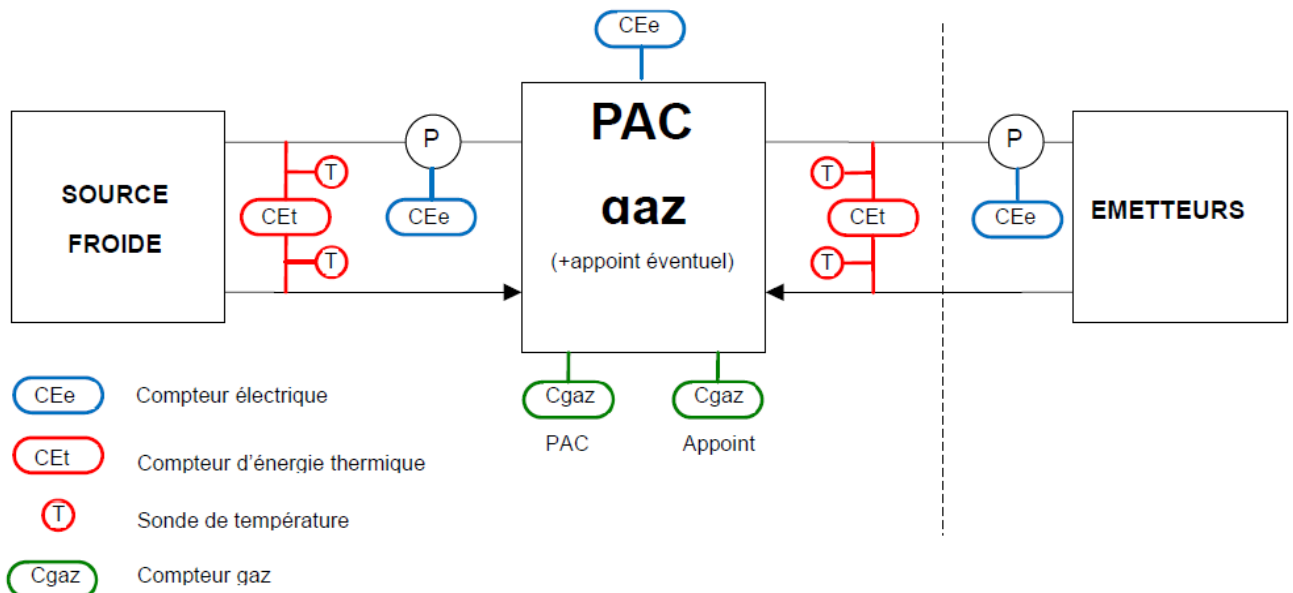 CEe
PAC
gaz
(+appoint éventuel)
SOURCE
FROIDE
T
CEt
T
P
CEe
T
CEt
T
P
CEe
EMETTEURS
Cgaz
PAC
Cgaz
Appoint
CEe Compteur électrique
CEt Compteur d'énergie thermique
T Sonde de température
Cgaz Compteur gaz